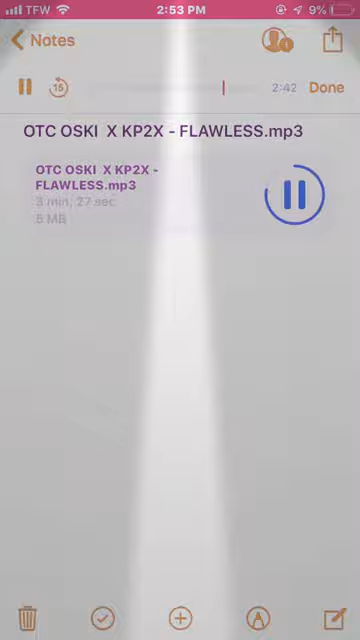 TFW 2:53 PM 9%
Notes
15 2:42 Done
OTC OSKI X KP2X - FLAWLESS.mp3
OTC OSKI X KP2X -
FLAWLESS.mp3
3 min, 27 sec
5 MB